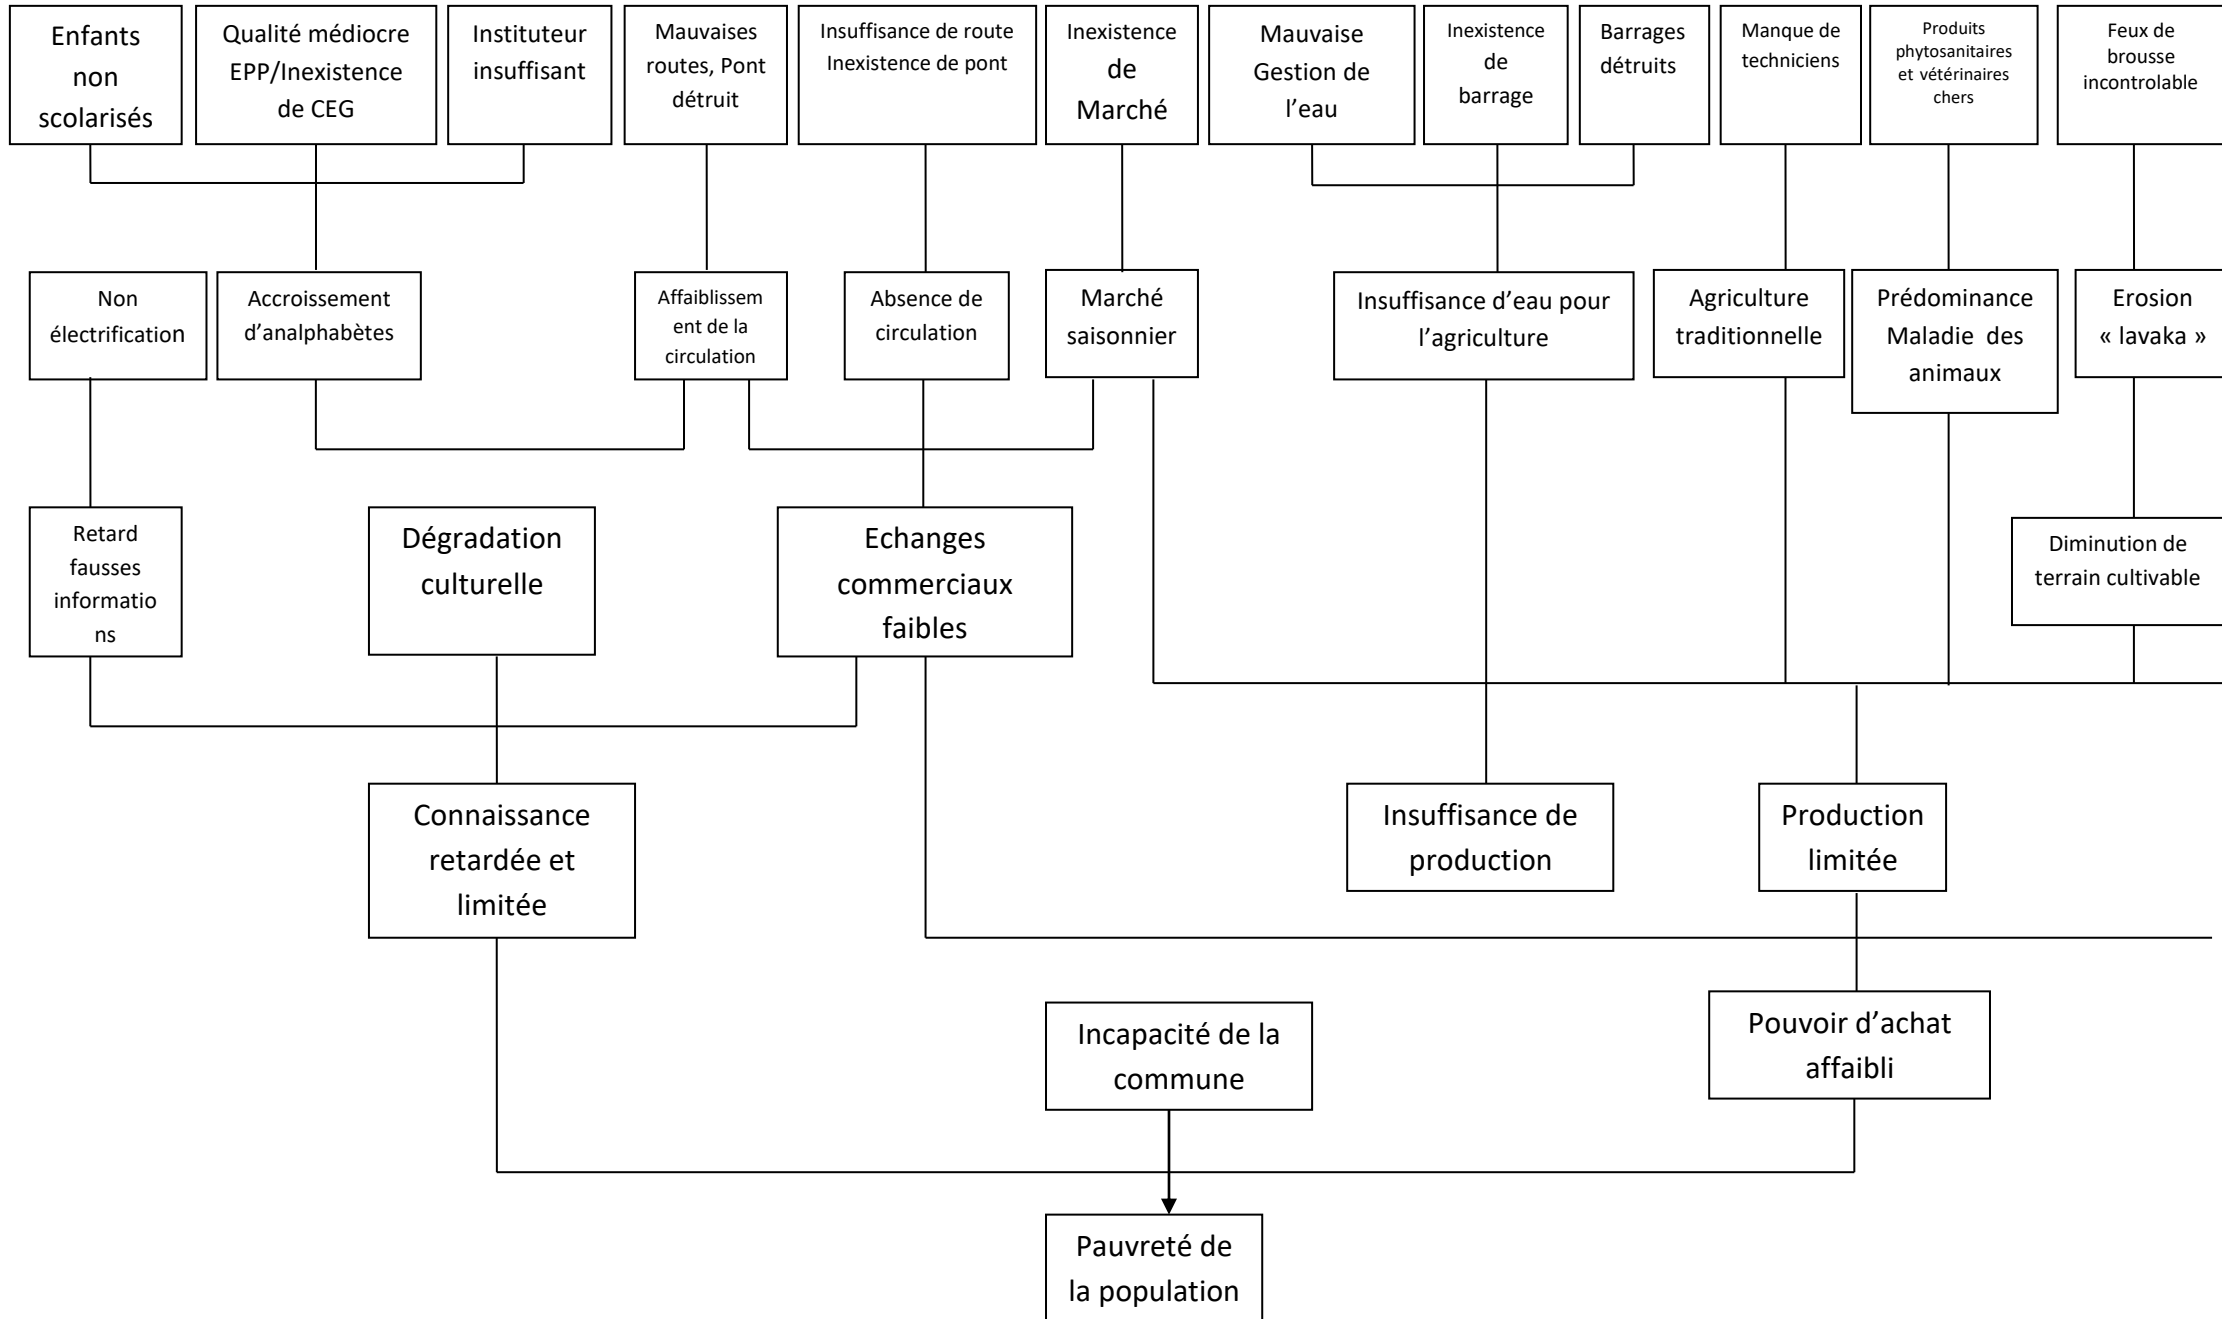 Enfants
non
scolarisés
Qualité médiocre
EPP/Inexistence
de CEG
Instituteur
insuffisant
Mauvaises
routes, Pont
détruit
Insuffisance de route
Inexistence de pont
Inexistence
de
Marché
Mauvaise
Gestion de
l’eau
Inexistence
de
barrage
Barrages
détruits
Manque de
techniciens
Produits
phytosanitaires
et vétérinaires
chers
Feux de
brousse
incontrolable
Non
électrification
Accroissement
d’analphabètes
Affaiblissem
ent de la
circulation
Absence de
circulation
Marché
saisonnier
Insuffisance d’eau pour
l’agriculture
Agriculture
traditionnelle
Prédominance
Maladie des
animaux
Erosion
« lavaka »
Retard
fausses
informatio
ns
Dégradation
culturelle
Echanges
commerciaux
faibles
Diminution de
terrain cultivable
Connaissance
retardée et
limitée
Insuffisance de
production
Production
limitée
Incapacité de la
commune
Pouvoir d’achat
affaibli
Pauvreté de
la population